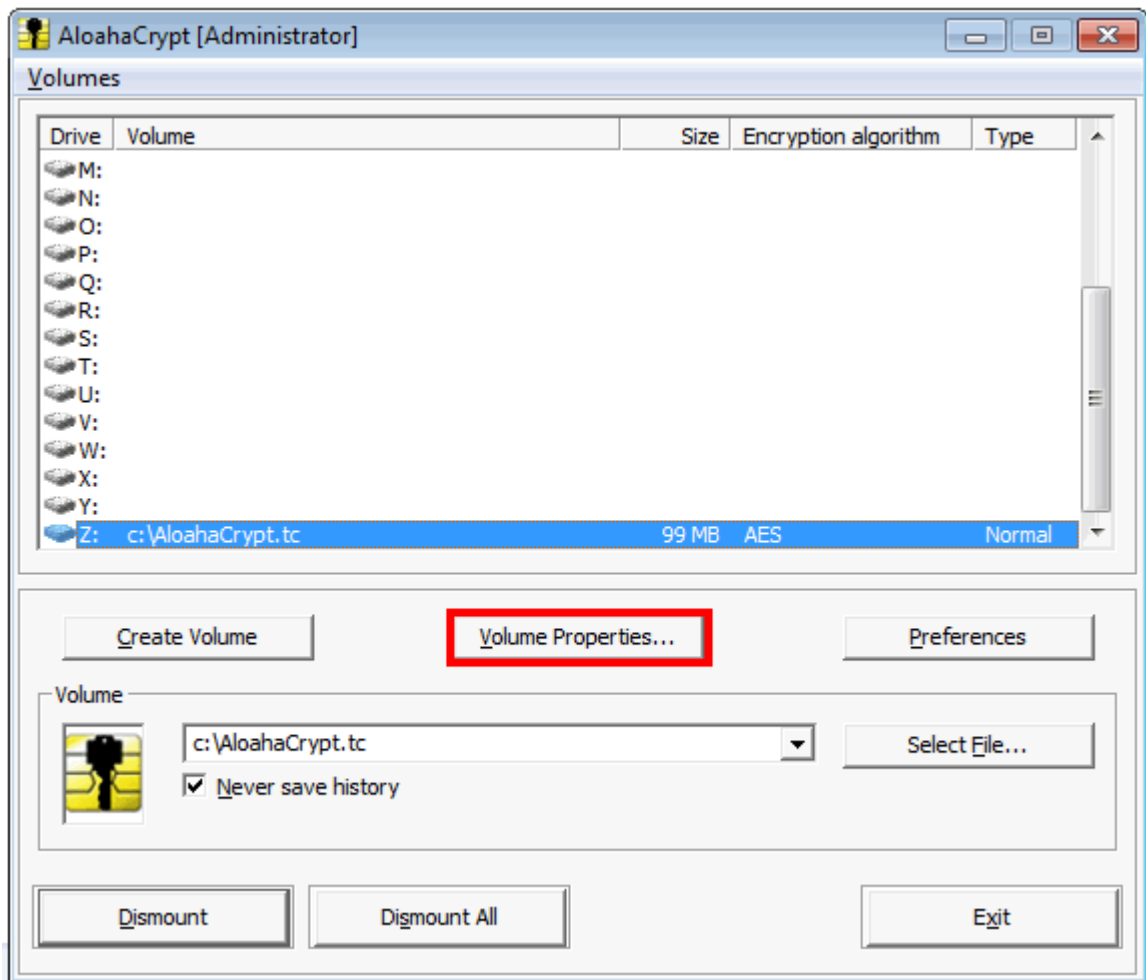 AloahaCrypt [Administrator]
Volumes
Drive Volume Size Encryption algorithm Type
M:
N:
O:
P:
Q:
R:
S:
T:
U:
V:
W:
X:
Y:
Z: c:\AloahaCrypt.tc 99 MB AES Normal
Create Volume Volume Properties... Preferences
Volume
c:\AloahaCrypt.tc Select File...
Never save history
Dismount Dismount All Exit